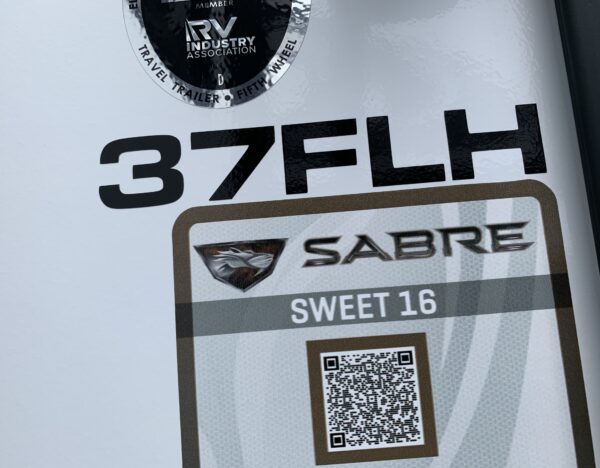 MEMBER
RV
INDUSTRY
ASSOCIATION
D
TRAVEL TRAILER • FIFTH WHEEL
37FLH
SABRE
SWEET 16